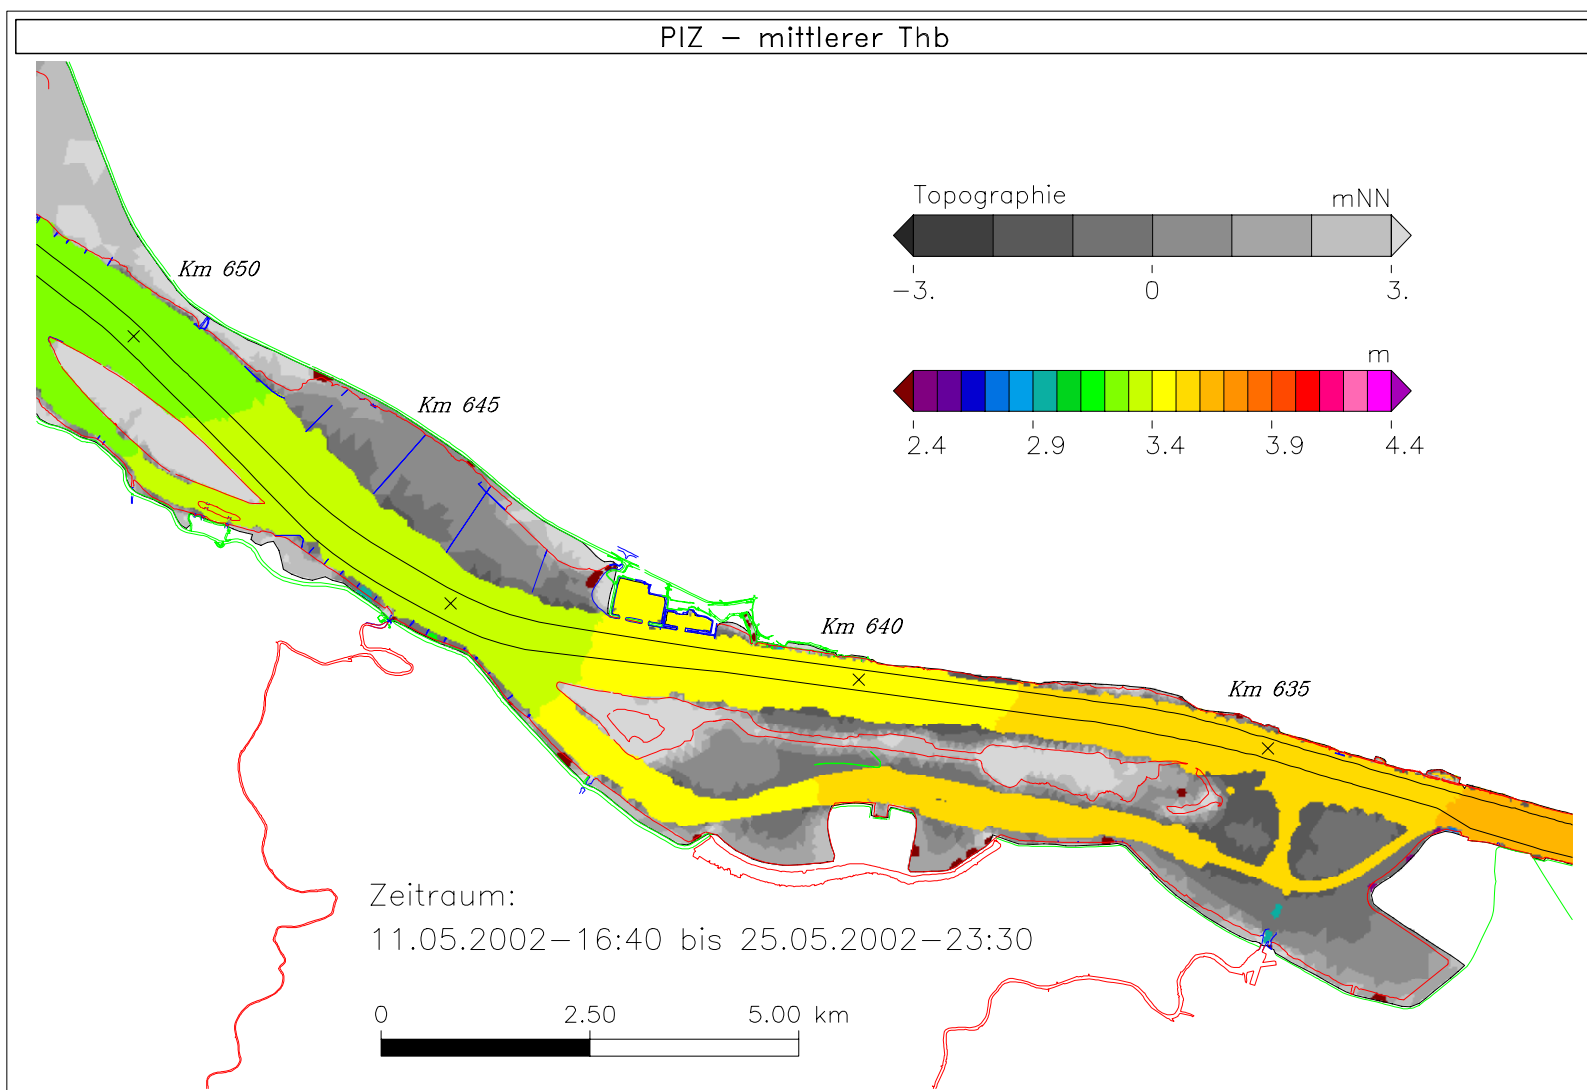 PIZ – mittlerer Thb
Topographie mNN
−3. 0 3.
m
2.4 2.9 3.4 3.9 4.4
Km 650
Km 645
Km 640
Km 635
Zeitraum:
11.05.2002−16:40 bis 25.05.2002−23:30
0 2.50 5.00 km